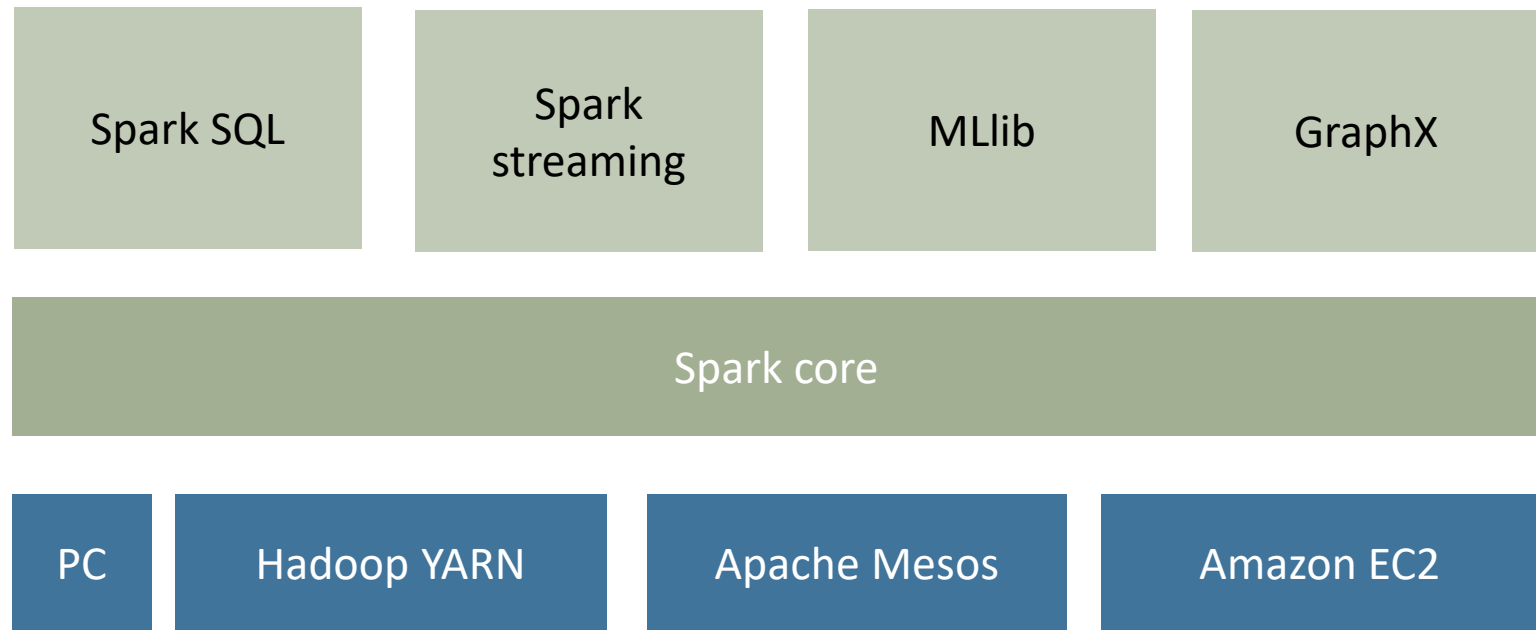 Spark SQL
Spark
streaming
MLlib
GraphX
Spark core
PC
Hadoop YARN
Apache Mesos
Amazon EC2